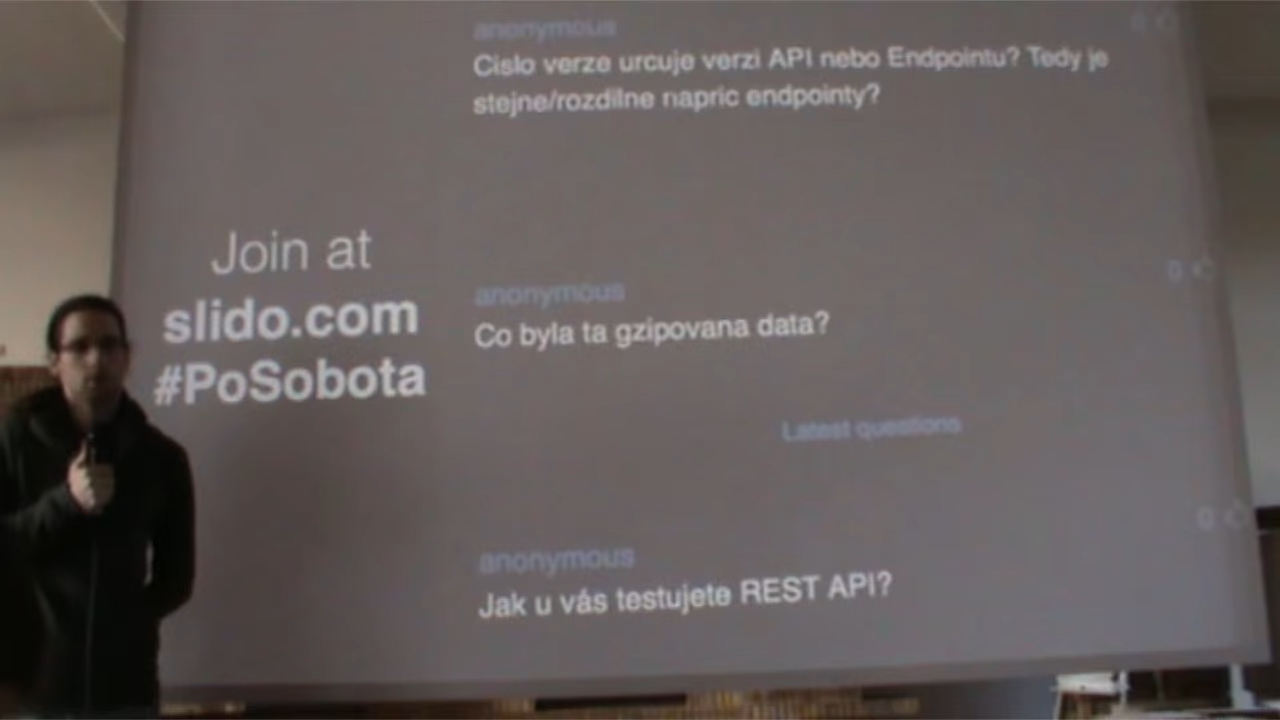 anonymous
Cislo verze urcuje verzi API nebo Endpointu? Tedy je
stejne/rozdilne napric endpointy?
Join at
slido.com
#PoSobota
anonymous
Co byla ta gzipovana data?
Latest questions
anonymous
Jak u vás testujete REST API?